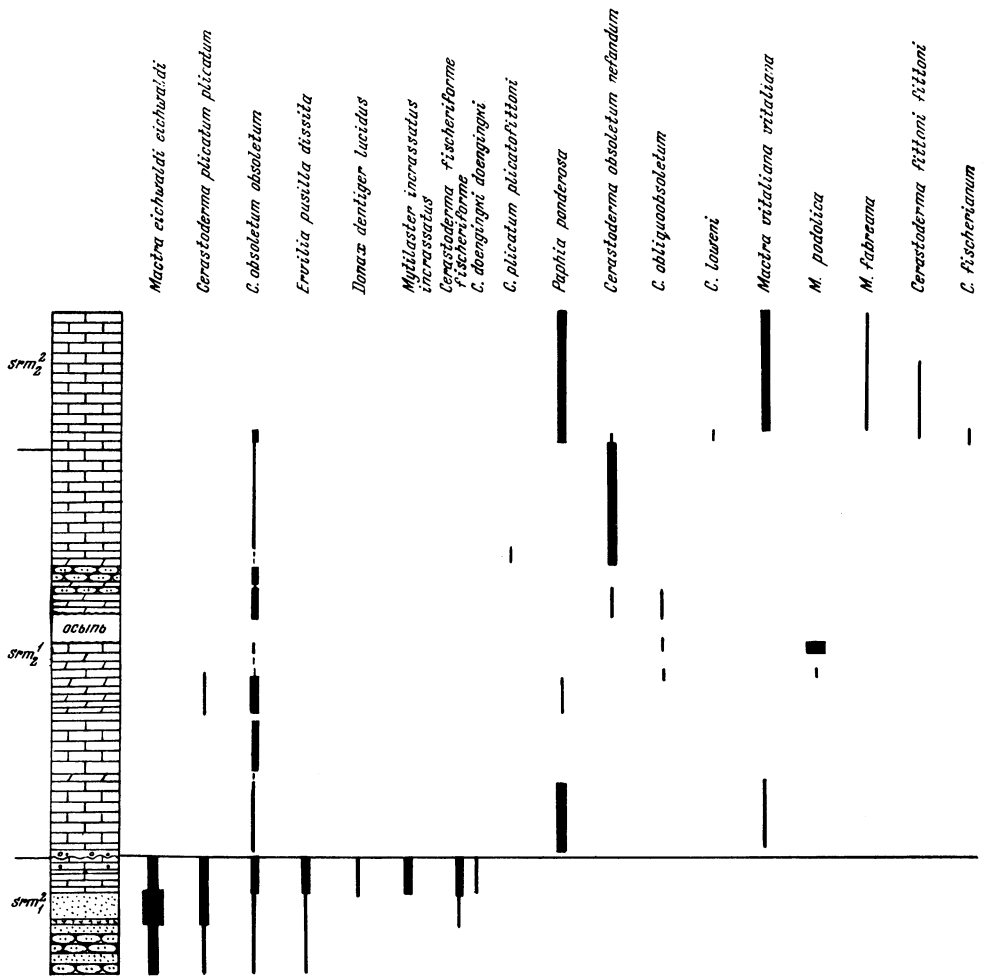 Mactra eichwaldi eichwaldi
Cerastoderma plicatum plicatum
C. obsoletum obsoletum
Ervilia pusilla dissita
Donax dentiger lucidus
Mytilaster incrassatus
incrassatus
Cerastoderma fischeriforme
fischeriforme
C. doengingki doengingki
C. plicatum plicatofittoni
Paphia ponderosa
Cerastoderma obsoletum nefandum
C. obliquoobsoletum
C. loweni
Mactra vitaliana vitaliana
M. podolica
M. fabreana
Cerastoderma fittoni fittoni
C. fischerianum
srm₂²
осыпь
srm₂¹
srm₁²